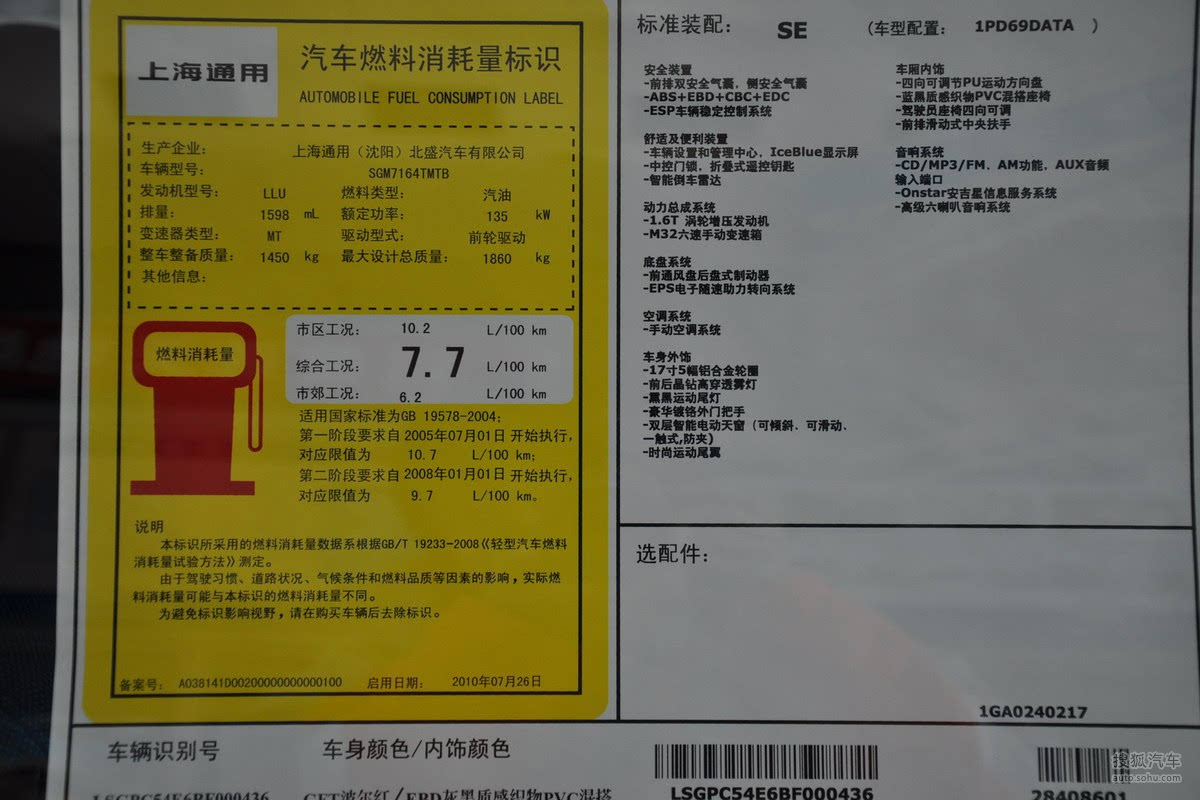 上海通用
汽车燃料消耗量标识
AUTOMOBILE FUEL CONSUMPTION LABEL
生产企业: 上海通用（沈阳）北盛汽车有限公司
车辆型号: SGM7164TMTB
发动机型号: LLU 燃料类型: 汽油
排量: 1598 mL 额定功率: 135 kW
变速器类型: MT 驱动型式: 前轮驱动
整车整备质量: 1450 kg 最大设计总质量: 1860 kg
其他信息:
燃料消耗量
市区工况: 10.2 L/100 km
综合工况: 7.7 L/100 km
市郊工况: 6.2 L/100 km
适用国家标准为GB 19578-2004;
第一阶段要求自 2005年07月01日 开始执行,
对应限值为 10.7 L/100 km;
第二阶段要求自 2008年01月01日 开始执行,
对应限值为 9.7 L/100 km。
说明
本标识所采用的燃料消耗量数据系根据GB/T 19233-2008《轻型汽车燃料
消耗量试验方法》测定。
由于驾驶习惯、道路状况、气候条件和燃料品质等因素的影响，实际燃
料消耗量可能与本标识的燃料消耗量不同。
为避免标识影响视野，请在购买车辆后去除标识。
备案号: A038141D00200000000000100 启用日期: 2010年07月26日
标准装配: SE （车型配置: 1PD69DATA ）
安全装置
-前排双安全气囊，侧安全气囊
-ABS+EBD+CBC+EDC
-ESP车辆稳定控制系统
舒适及便利装置
-车辆设置和管理中心，IceBlue显示屏
-中控门锁，折叠式遥控钥匙
-智能倒车雷达
动力总成系统
-1.6T 涡轮增压发动机
-M32六速手动变速箱
底盘系统
-前通风盘后盘式制动器
-EPS电子随速助力转向系统
空调系统
-手动空调系统
车身外饰
-17寸5幅铝合金轮圈
-前后晶钻高穿透雾灯
-熏黑运动尾灯
-豪华镀铬外门把手
-双层智能电动天窗（可倾斜、可滑动、
一触式,防夹）
-时尚运动尾翼
车厢内饰
-四向可调节PU运动方向盘
-蓝黑质感织物PVC混搭座椅
-驾驶员座椅四向可调
-前排滑动式中央扶手
音响系统
-CD/MP3/FM、AM功能，AUX音频
输入端口
-Onstar安吉星信息服务系统
-高级六喇叭音响系统
选配件:
1GA0240217
车辆识别号 车身颜色/内饰颜色
LSGPC54E6BF000436 GET波尔红/FPD灰黑质感织物PVC混搭
LSGPC54E6BF000436
28408601
搜狐汽车
auto.sohu.com